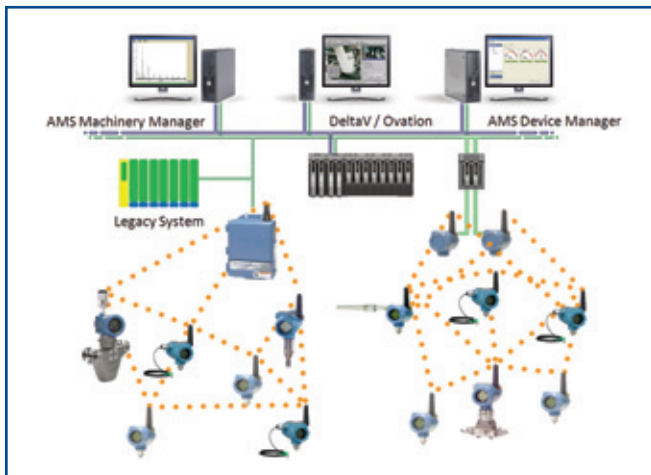 AMS Machinery Manager
DeltaV / Ovation
AMS Device Manager
Legacy System